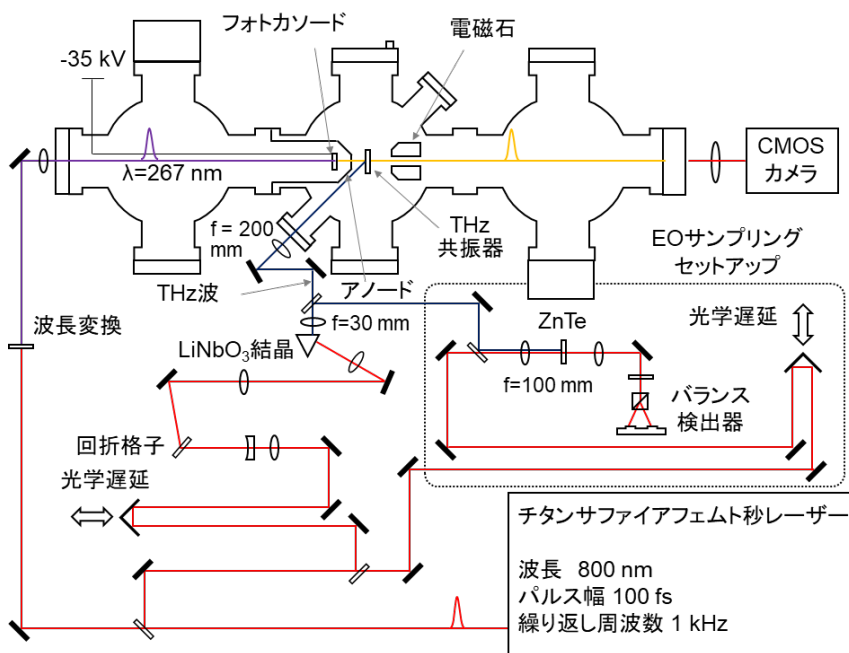 フォトカソード
電磁石
-35 kV
λ=267 nm
CMOS
カメラ
f = 200
mm
THz
共振器
EOサンプリング
セットアップ
THz波
アノード
ZnTe
光学遅延
波長変換
f=30 mm
LiNbO3結晶
f=100 mm
バランス
検出器
回折格子
光学遅延
チタンサファイアフェムト秒レーザー
波長 800 nm
パルス幅 100 fs
繰り返し周波数 1 kHz